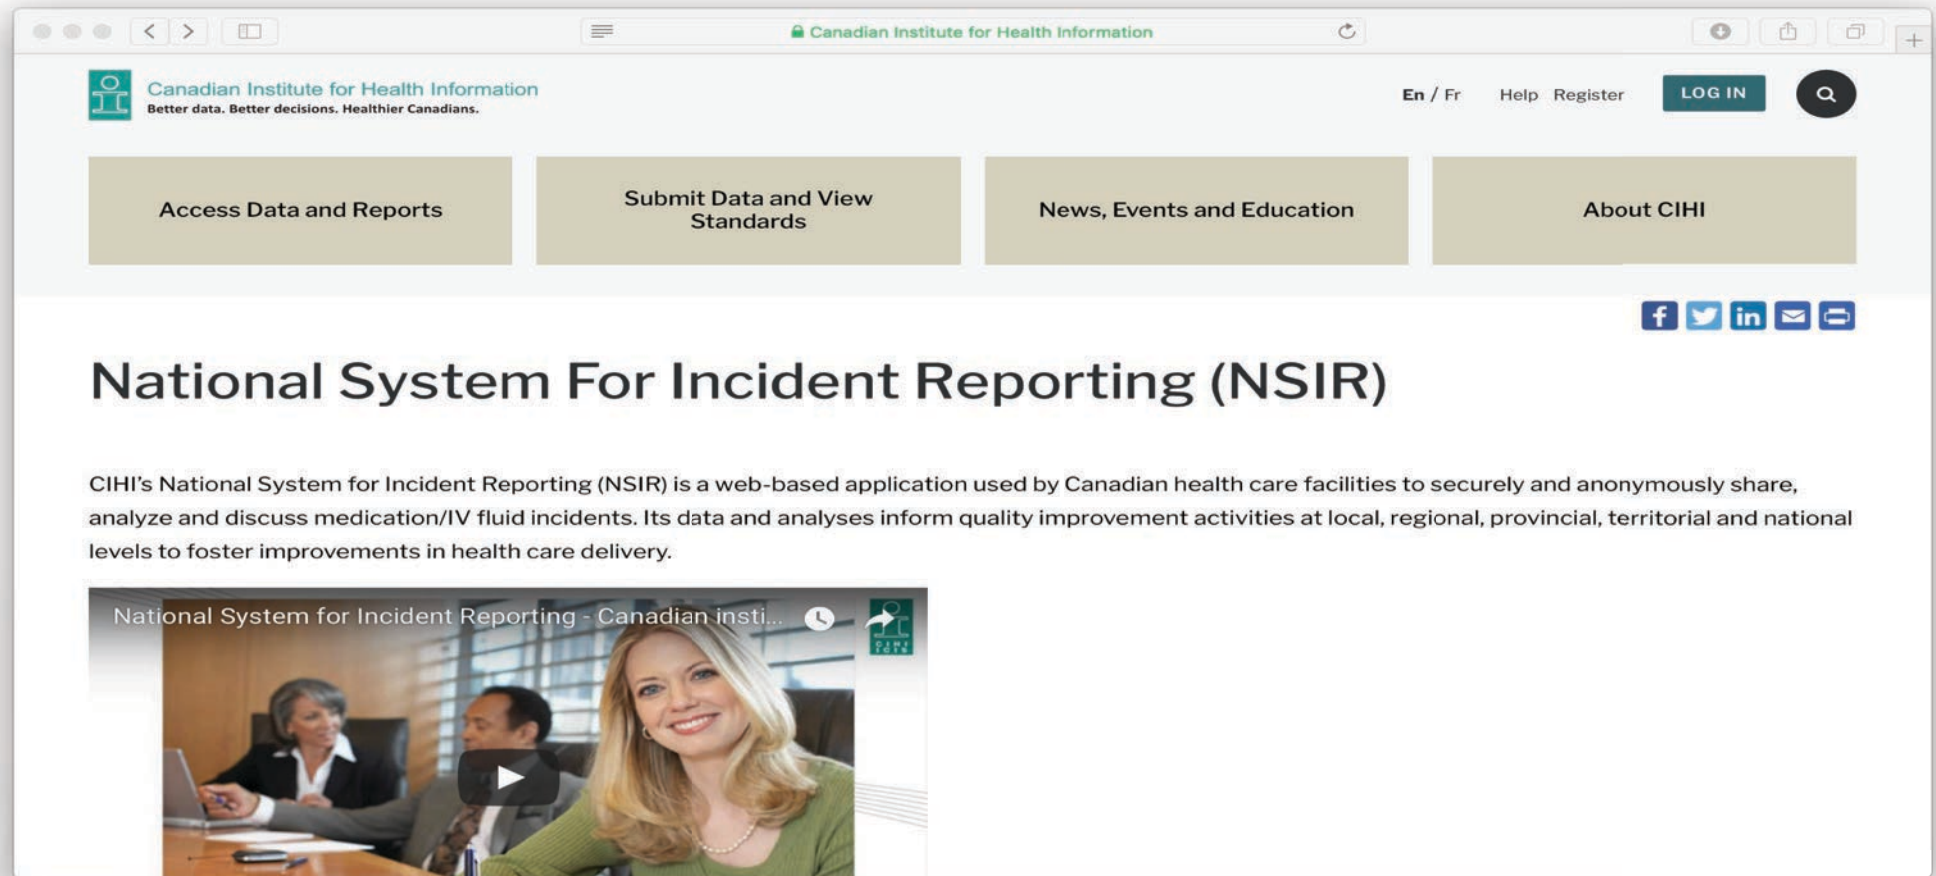 Canadian Institute for Health Information
Canadian Institute for Health Information
Better data. Better decisions. Healthier Canadians.
En / Fr Help Register LOG IN
Access Data and Reports
Submit Data and View
Standards
News, Events and Education
About CIHI
National System For Incident Reporting (NSIR)
CIHI's National System for Incident Reporting (NSIR) is a web-based application used by Canadian health care facilities to securely and anonymously share,
analyze and discuss medication/IV fluid incidents. Its data and analyses inform quality improvement activities at local, regional, provincial, territorial and national
levels to foster improvements in health care delivery.
National System for Incident Reporting - Canadian insti...
CIHI
ICIS